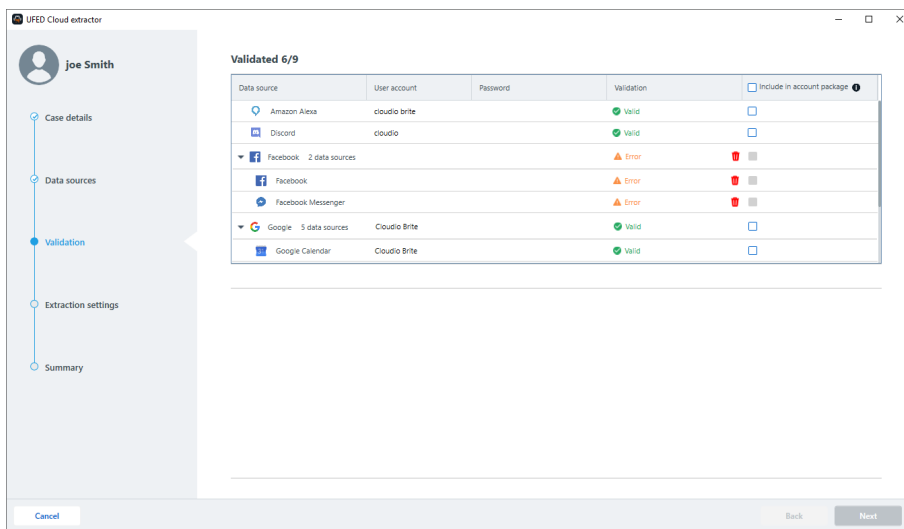 UFED Cloud extractor
joe Smith
Case details
Data sources
Validation
Extraction settings
Summary
Validated 6/9
Data source User account Password Validation Include in account package
Amazon Alexa cloudio brite Valid
Discord cloudio Valid
Facebook 2 data sources Error
Facebook Error
Facebook Messenger Error
Google 5 data sources Cloudio Brite Valid
Google Calendar Cloudio Brite Valid
Cancel Back Next